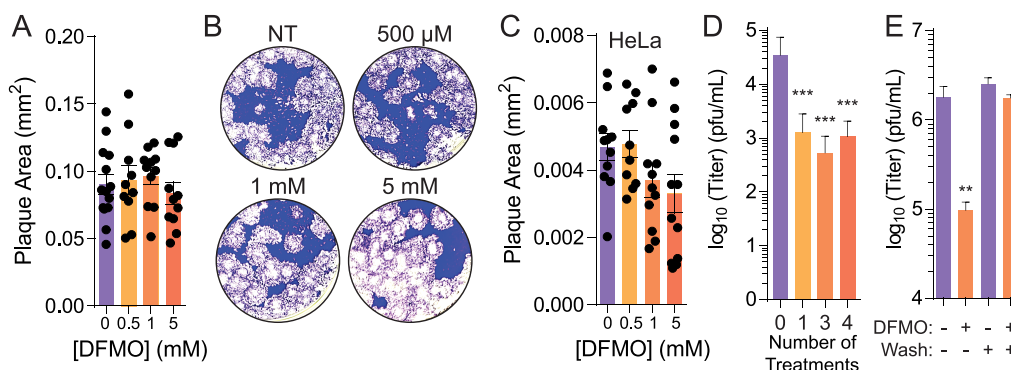 A
Plaque Area (mm²)
0.20
0.15
0.10
0.05
0.00
0 0.5 1 5
[DFMO] (mM)
B
NT
500 µM
1 mM
5 mM
C
HeLa
Plaque Area (mm²)
0.008
0.006
0.004
0.002
0.000
0 0.5 1 5
[DFMO] (mM)
D
log₁₀ (Titer) (pfu/mL)
5
4
3
2
1
***
***
***
0 1 3 4
Number of
Treatments
E
log₁₀ (Titer) (pfu/mL)
6
5
4
**
DFMO: - + - +
Wash: - - + +